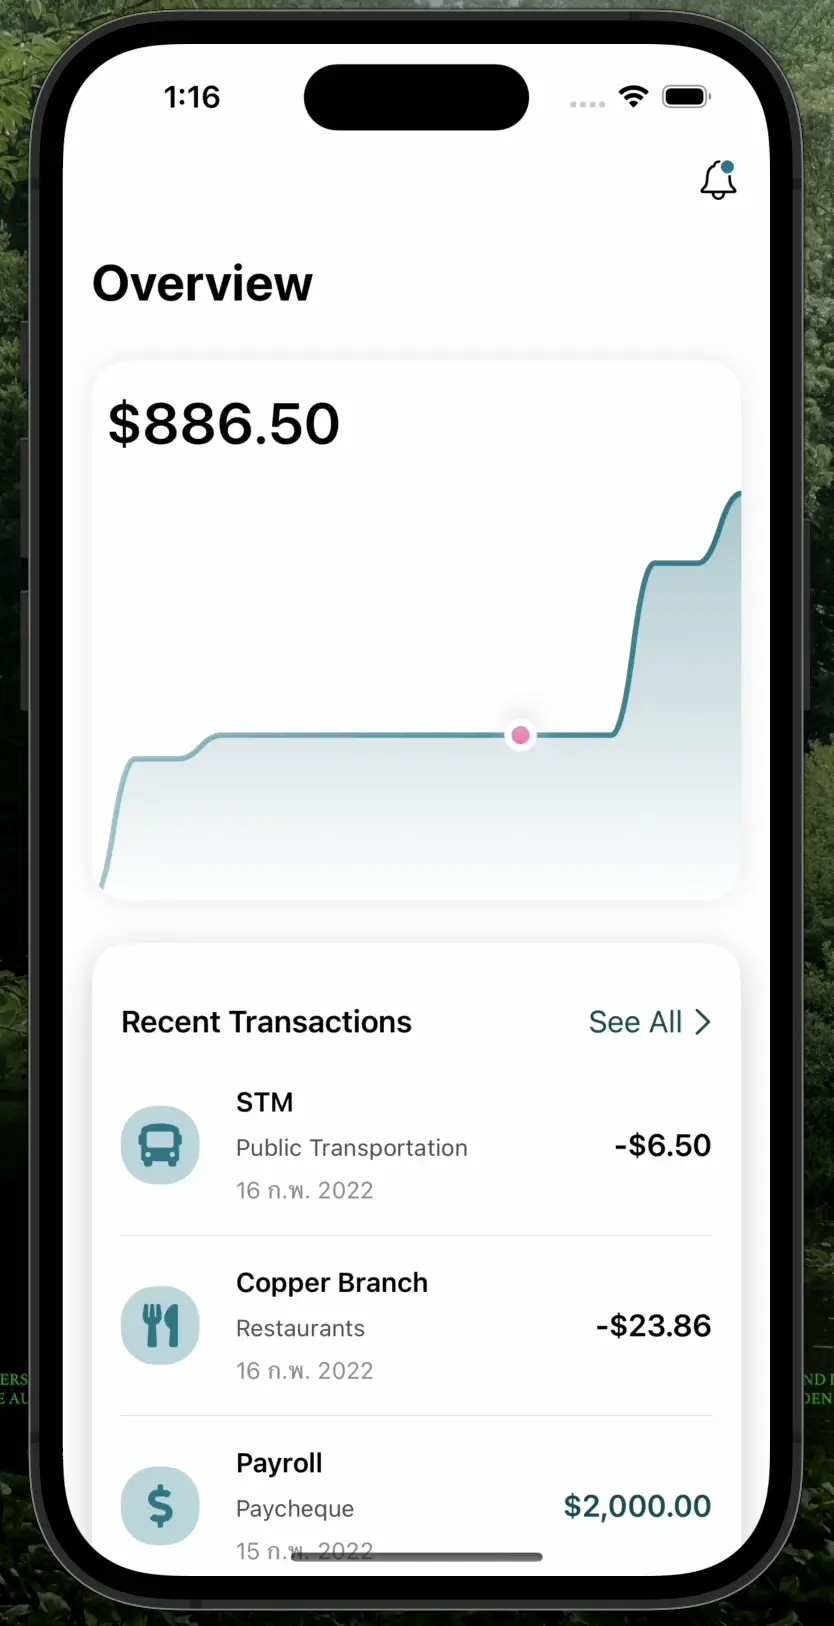 1:16
Overview
$886.50
Recent Transactions
See All
STM
Public Transportation
-$6.50
16 ก.พ. 2022
Copper Branch
Restaurants
-$23.86
16 ก.พ. 2022
Payroll
Paycheque
$2,000.00
15 ก.พ. 2022